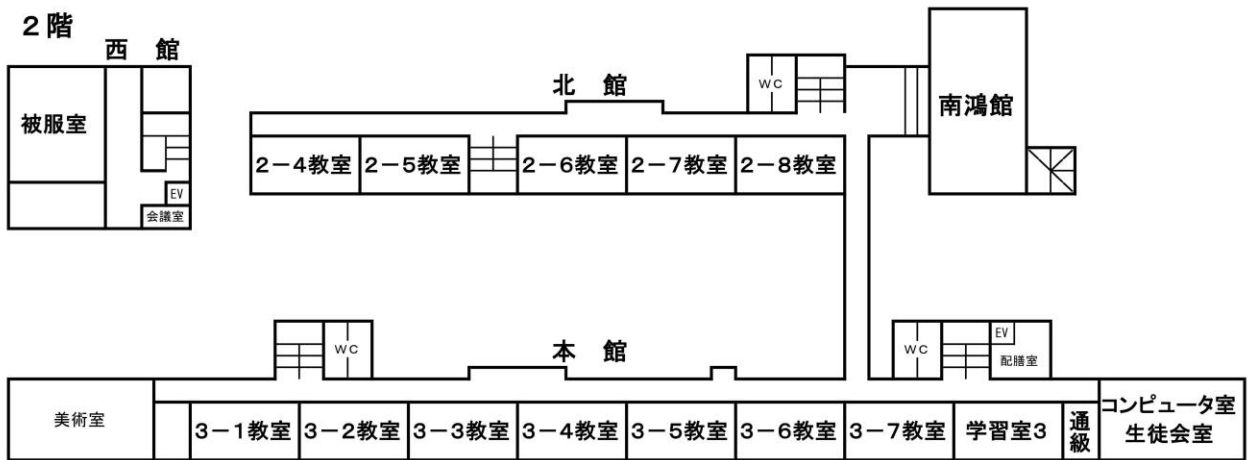 ２階
西　館
被服室
EV
会議室
北　館
WC
南鴻館
２－４教室
２－５教室
２－６教室
２－７教室
２－８教室
WC
本　館
WC
EV
配膳室
美術室
３－１教室
３－２教室
３－３教室
３－４教室
３－５教室
３－６教室
３－７教室
学習室３
通級
コンピュータ室
生徒会室